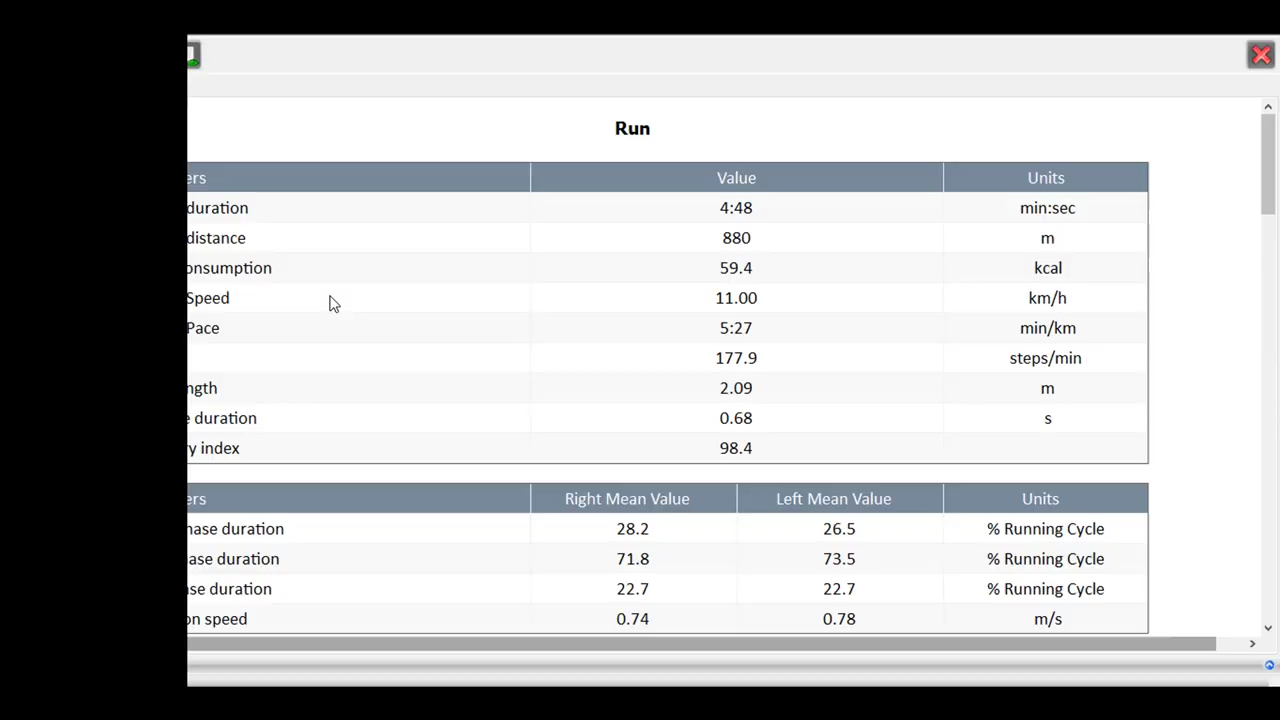 Run
ers Value Units
duration 4:48 min:sec
distance 880 m
onsumption 59.4 kcal
Speed 11.00 km/h
Pace 5:27 min/km
177.9 steps/min
ngth 2.09 m
e duration 0.68 s
ry index 98.4
ers Right Mean Value Left Mean Value Units
hase duration 28.2 26.5 % Running Cycle
ase duration 71.8 73.5 % Running Cycle
se duration 22.7 22.7 % Running Cycle
on speed 0.74 0.78 m/s